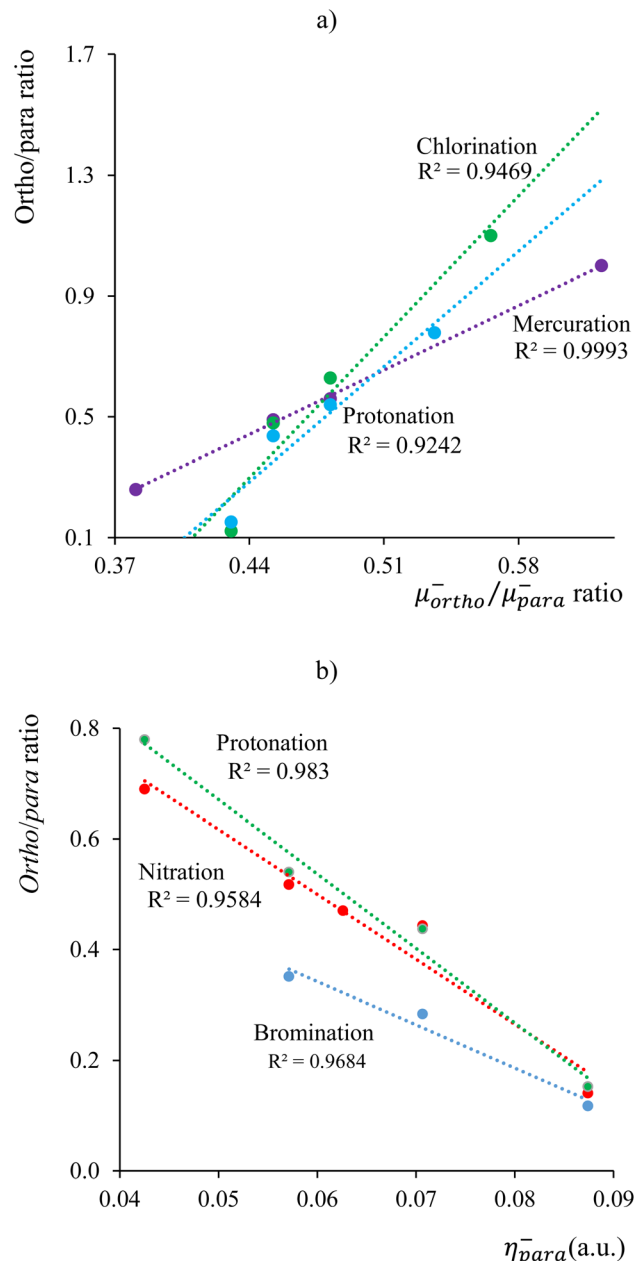 a)
Ortho/para ratio
1.7
1.3
0.9
0.5
0.1
Chlorination
R² = 0.9469
Mercuration
R² = 0.9993
Protonation
R² = 0.9242
0.37 0.44 0.51 0.58
μ⁻ortho/μ⁻para ratio
b)
Ortho/para ratio
0.8
0.6
0.4
0.2
0.0
Protonation
R² = 0.983
Nitration
R² = 0.9584
Bromination
R² = 0.9684
0.04 0.05 0.06 0.07 0.08 0.09
η⁻para(a.u.)